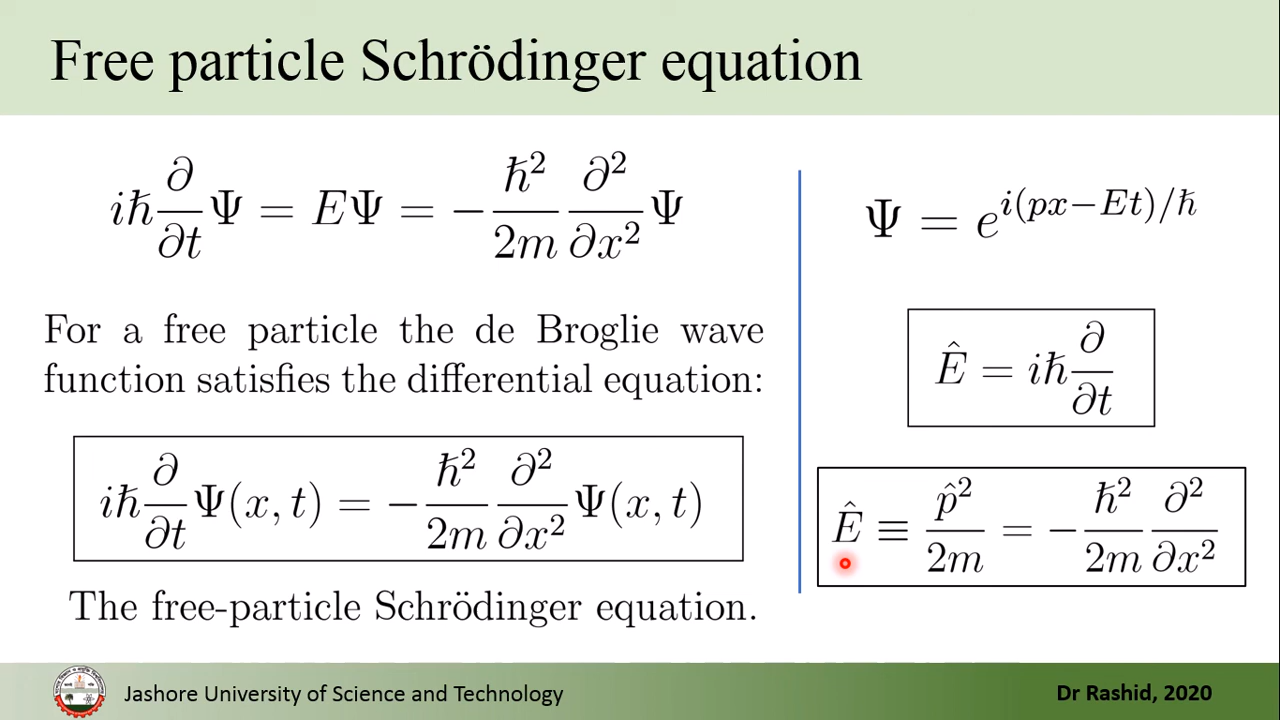 Free particle Schrödinger equation
iħ ∂/∂t Ψ = EΨ = −ħ²/2m ∂²/∂x² Ψ
For a free particle the de Broglie wave
function satisfies the differential equation:
iħ ∂/∂t Ψ(x, t) = −ħ²/2m ∂²/∂x² Ψ(x, t)
The free-particle Schrödinger equation.
Ψ = e^{i(px−Et)/ħ}
Ê = iħ ∂/∂t
Ê ≡ p̂²/2m = −ħ²/2m ∂²/∂x²
Jashore University of Science and Technology
Dr Rashid, 2020